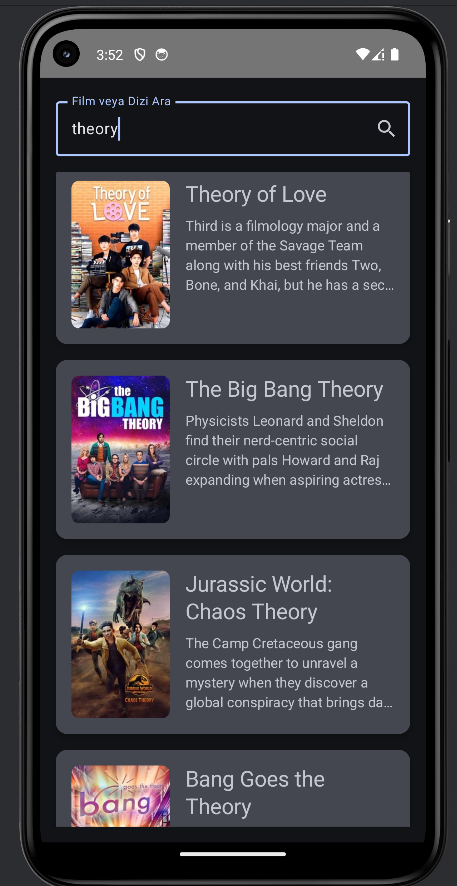 3:52
Film veya Dizi Ara
theory
Theory of
LOVE
Theory of Love
Third is a filmology major and a
member of the Savage Team
along with his best friends Two,
Bone, and Khai, but he has a sec...
the
BIG BANG
THEORY
The Big Bang Theory
Physicists Leonard and Sheldon
find their nerd-centric social
circle with pals Howard and Raj
expanding when aspiring actres...
JURASSIC WORLD
CHAOS THEORY
Jurassic World:
Chaos Theory
The Camp Cretaceous gang
comes together to unravel a
mystery when they discover a
global conspiracy that brings da...
goes the theory
bang
Bang Goes the
Theory